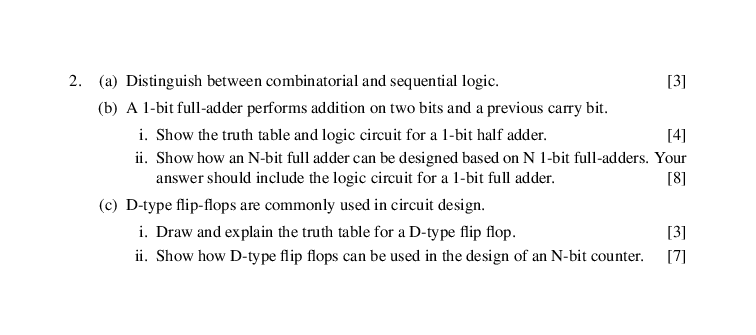 2. (a) Distinguish between combinatorial and sequential logic. [3]
(b) A 1-bit full-adder performs addition on two bits and a previous carry bit.
i. Show the truth table and logic circuit for a 1-bit half adder. [4]
ii. Show how an N-bit full adder can be designed based on N 1-bit full-adders. Your
answer should include the logic circuit for a 1-bit full adder. [8]
(c) D-type flip-flops are commonly used in circuit design.
i. Draw and explain the truth table for a D-type flip flop. [3]
ii. Show how D-type flip flops can be used in the design of an N-bit counter. [7]